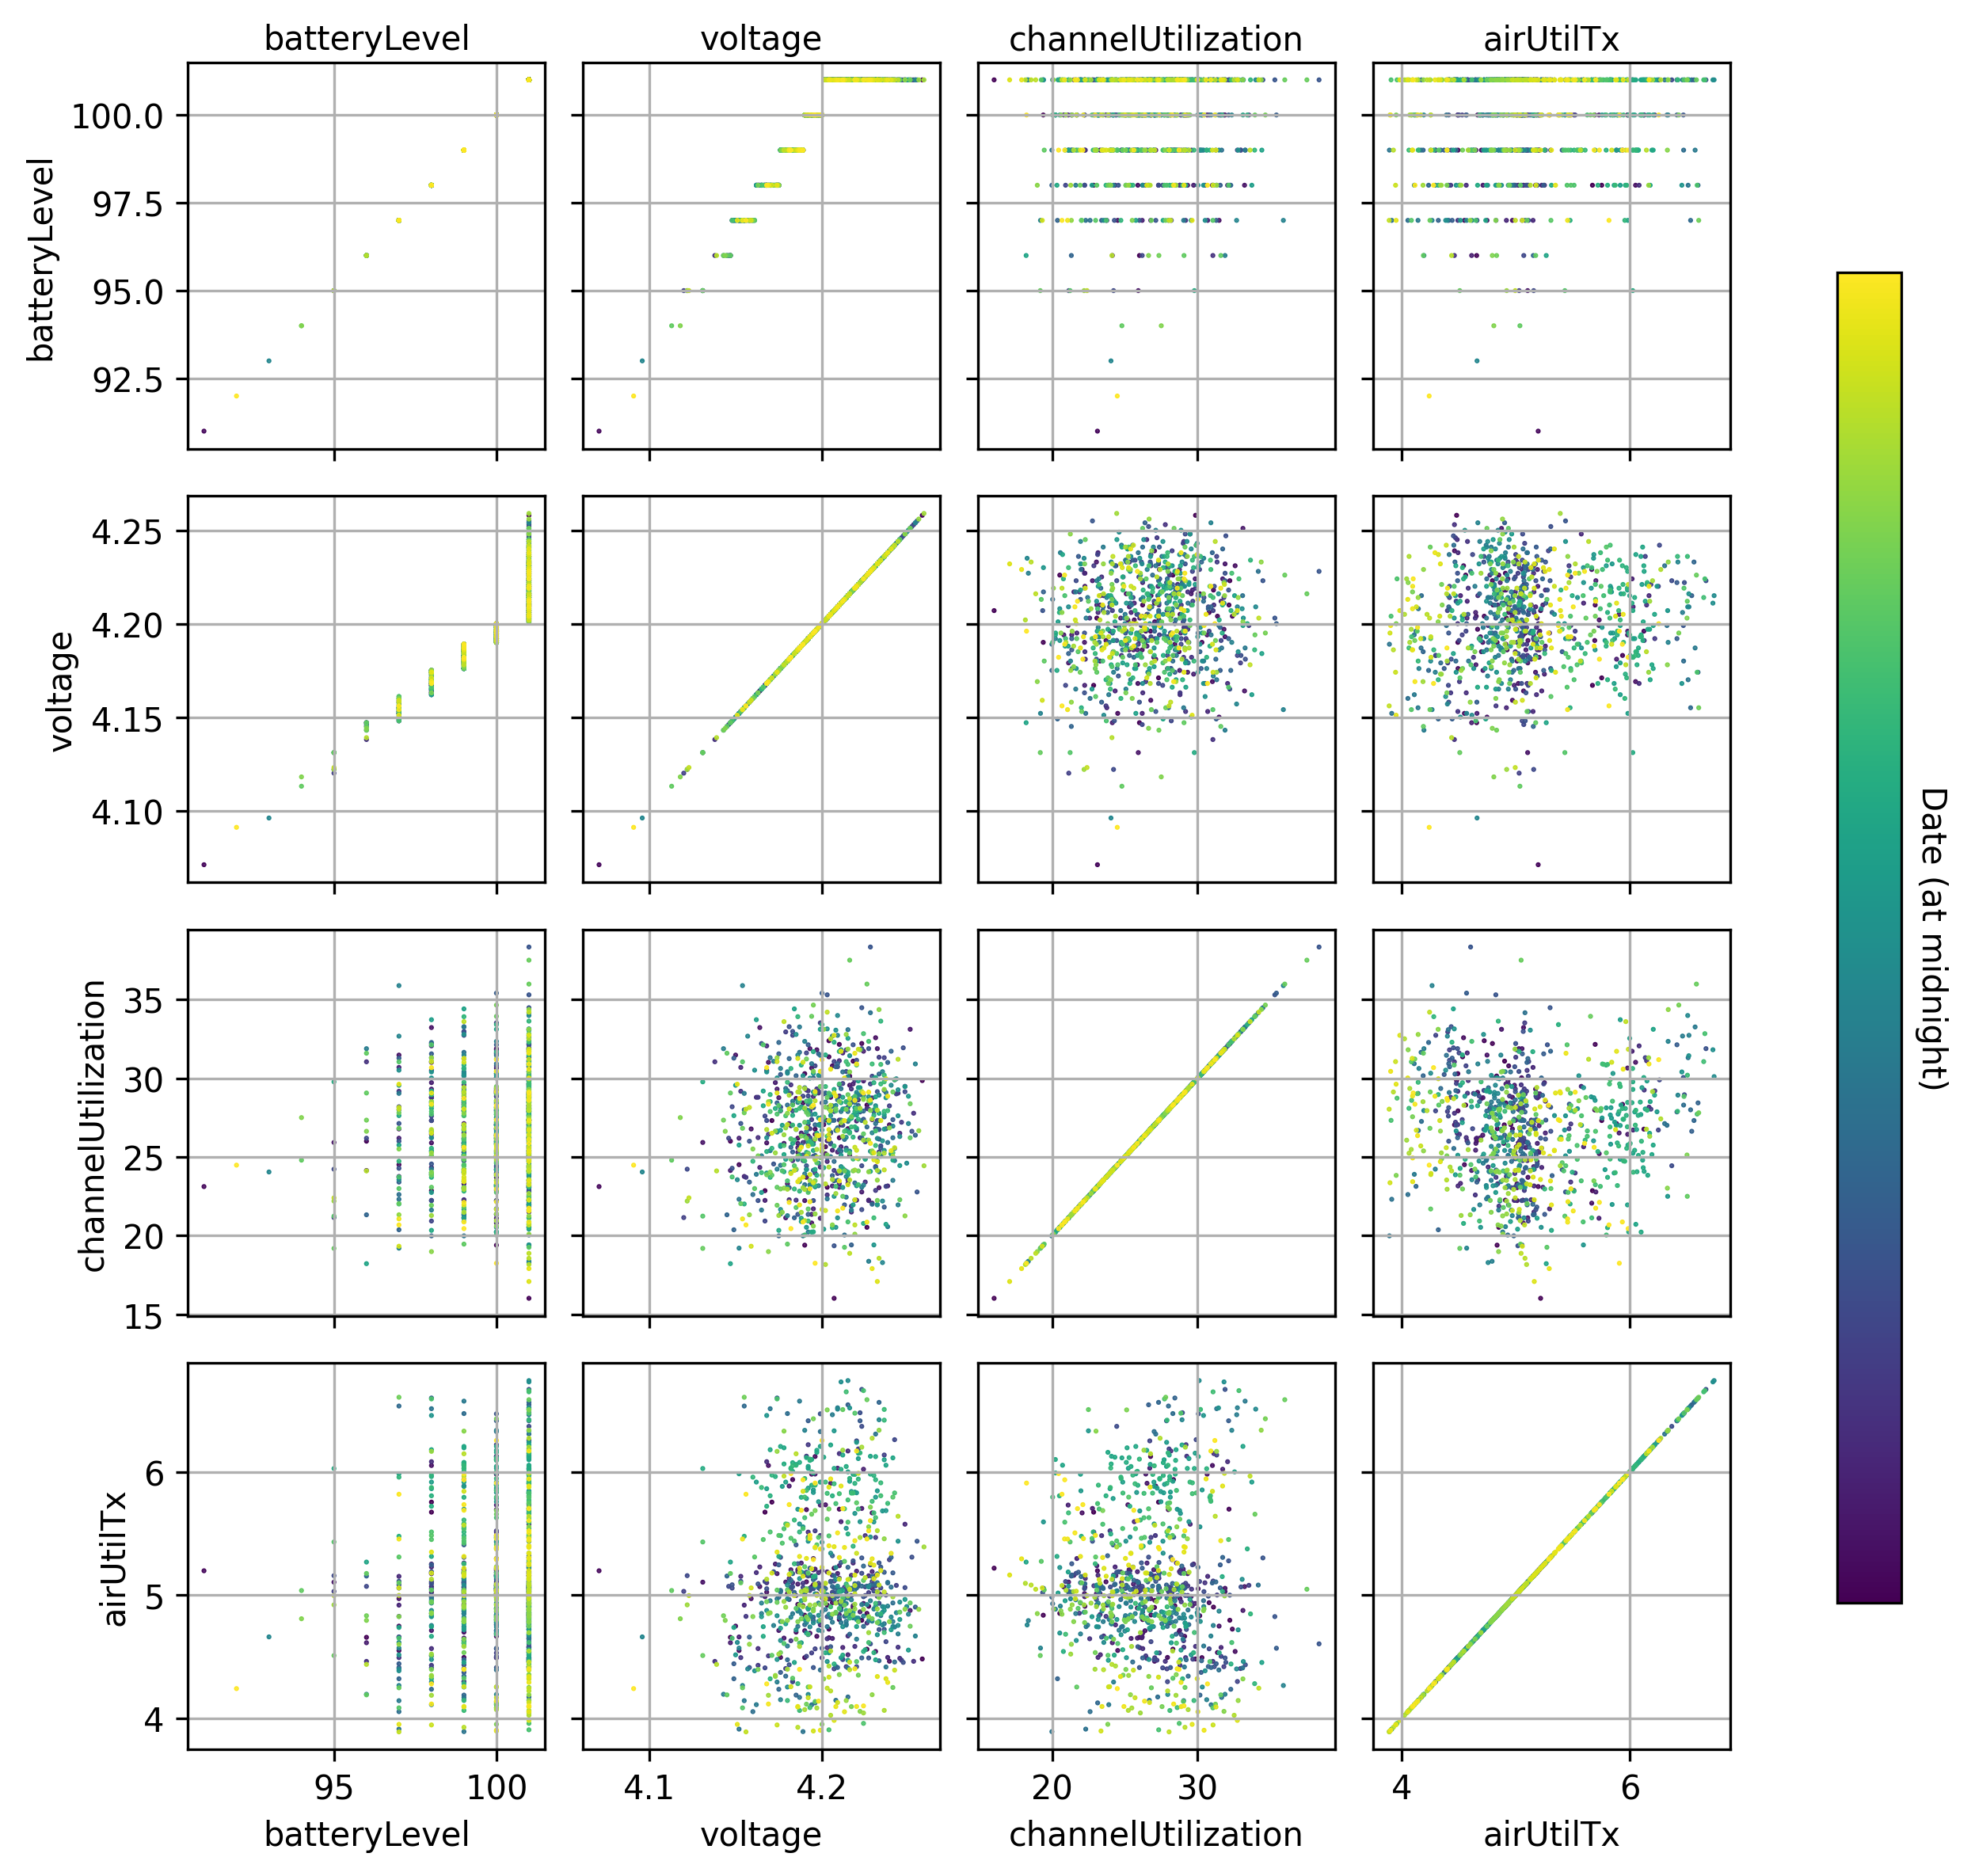 batteryLevel voltage channelUtilization airUtilTx
batteryLevel
100.0
97.5
95.0
92.5
voltage
4.25
4.20
4.15
4.10
channelUtilization
35
30
25
20
15
airUtilTx
6
5
4
95 100 4.1 4.2 20 30 4 6
batteryLevel voltage channelUtilization airUtilTx
Date (at midnight)